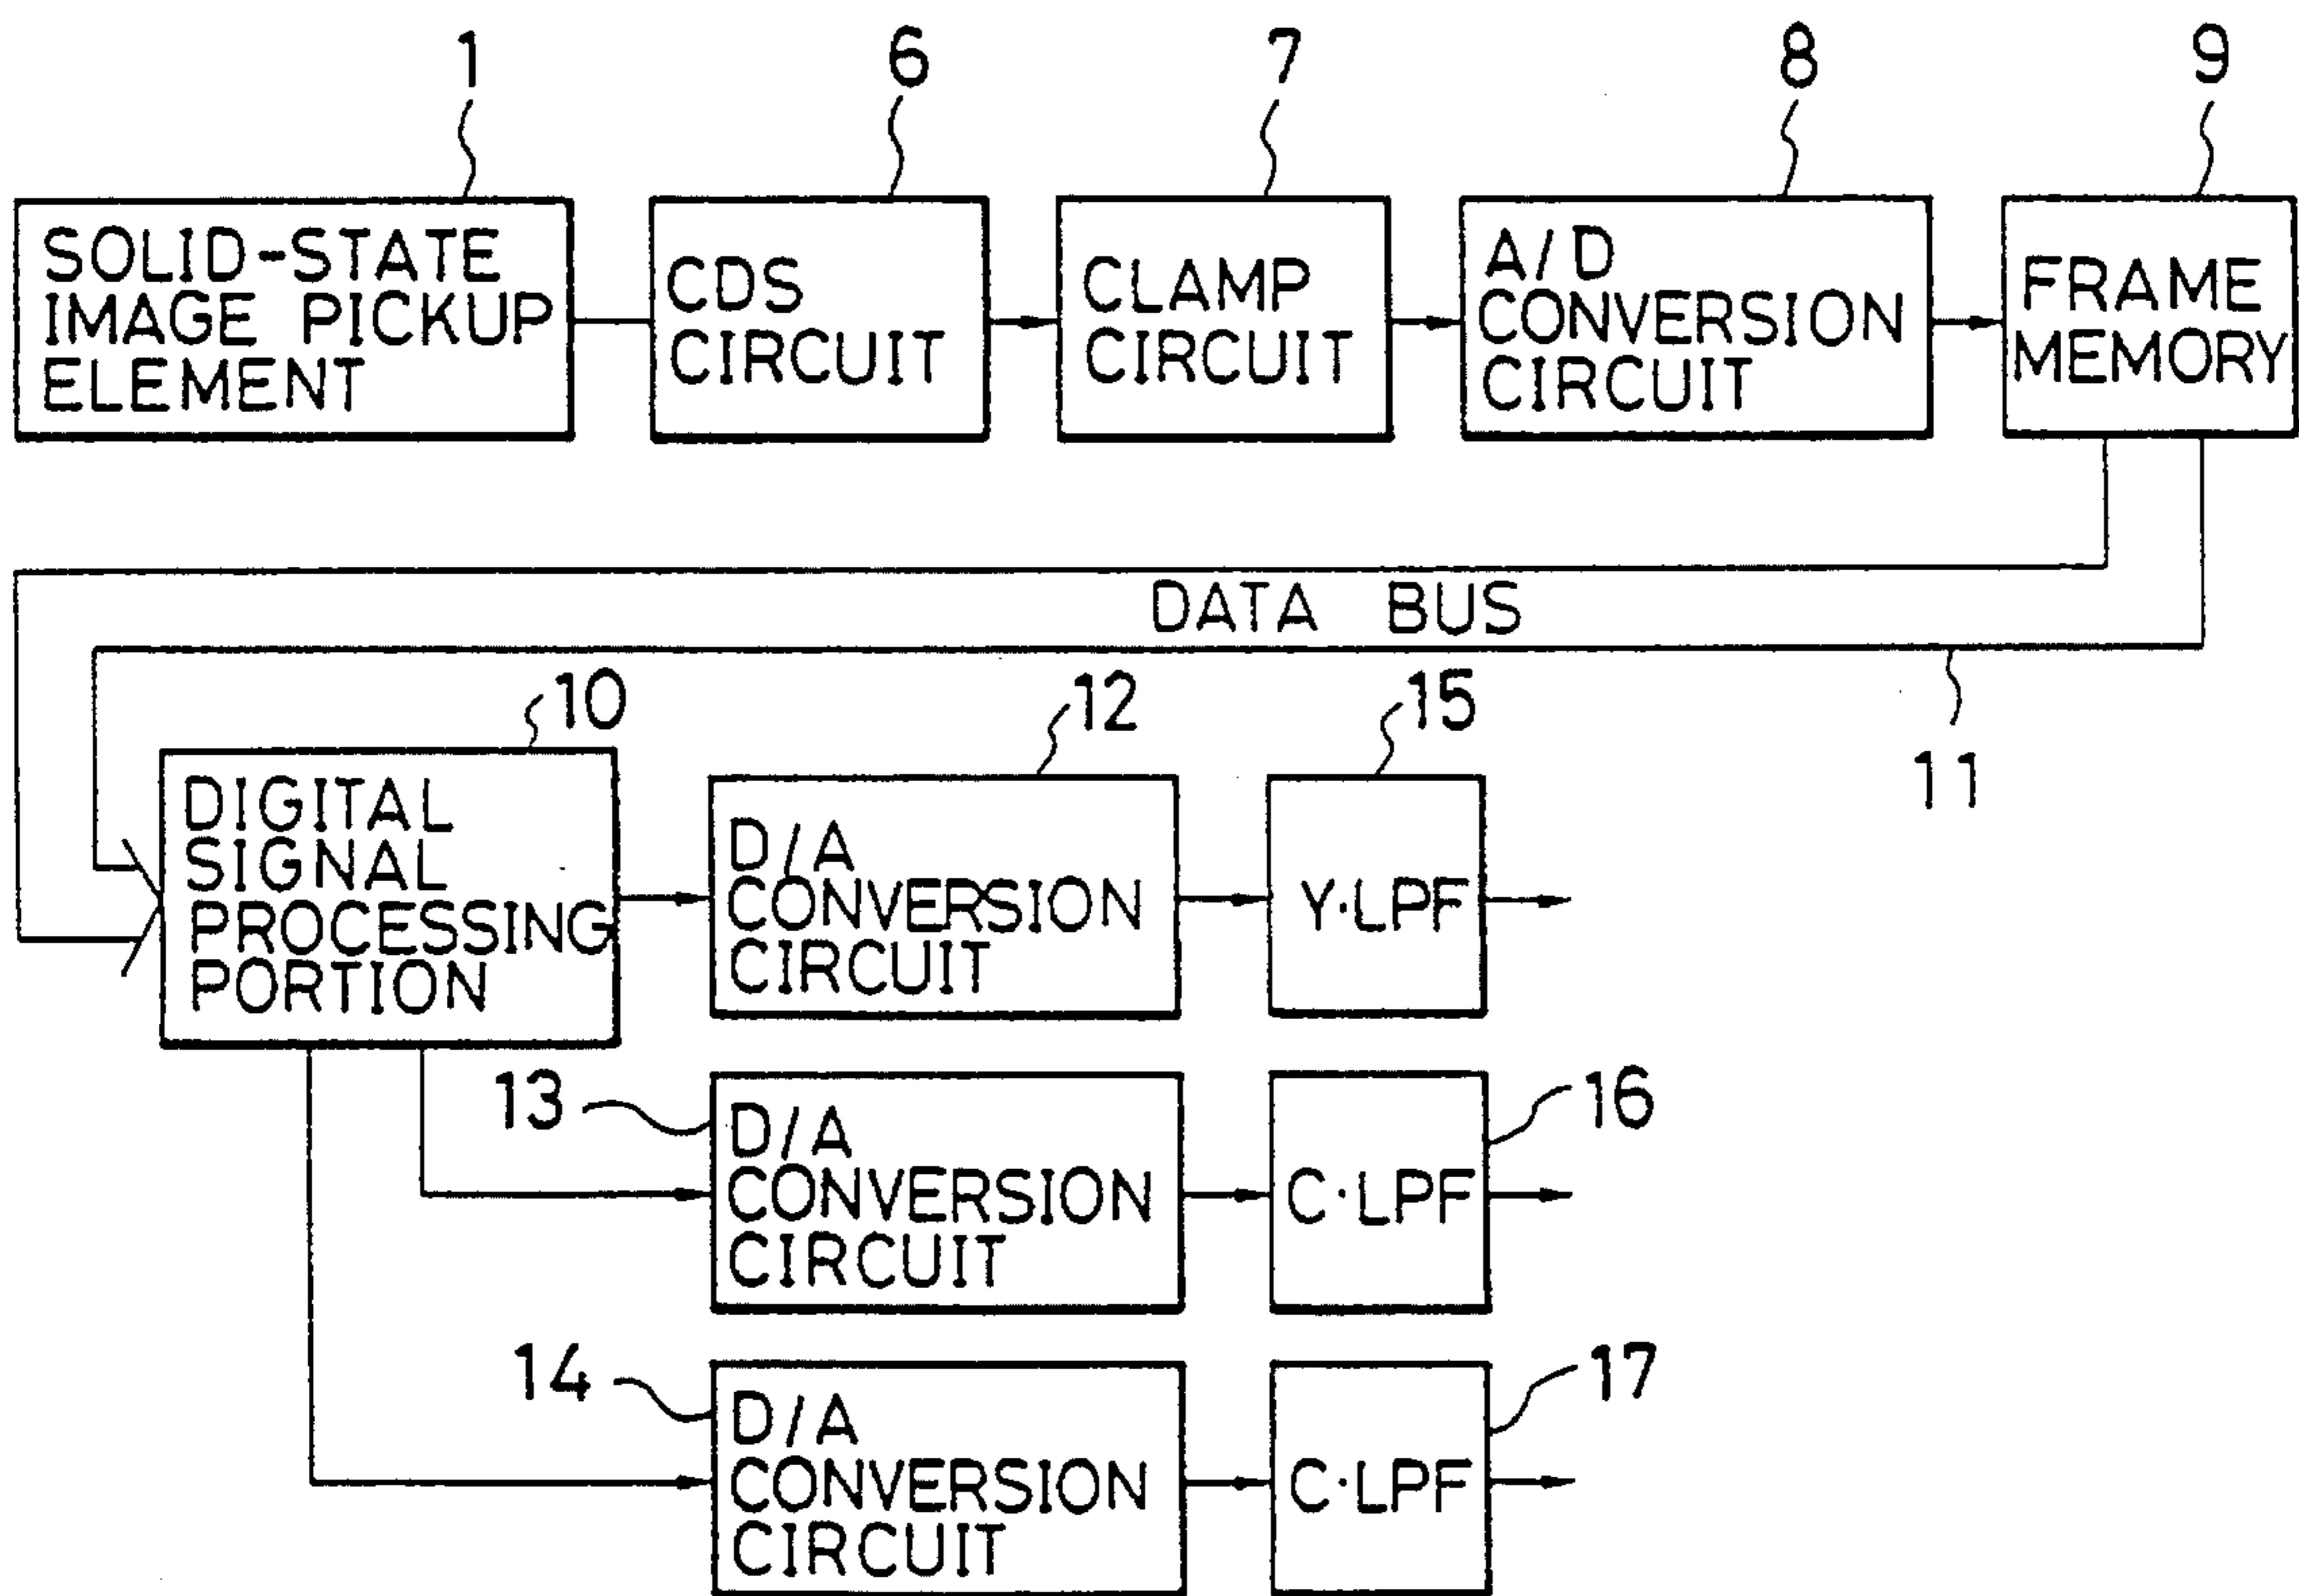 1
6
7
8
9
SOLID-STATE
IMAGE PICKUP
ELEMENT
CDS
CIRCUIT
CLAMP
CIRCUIT
A/D
CONVERSION
CIRCUIT
FRAME
MEMORY
DATA BUS
11
10
12
15
DIGITAL
SIGNAL
PROCESSING
PORTION
D/A
CONVERSION
CIRCUIT
Y·LPF
13
D/A
CONVERSION
CIRCUIT
C·LPF
16
14
D/A
CONVERSION
CIRCUIT
C·LPF
17